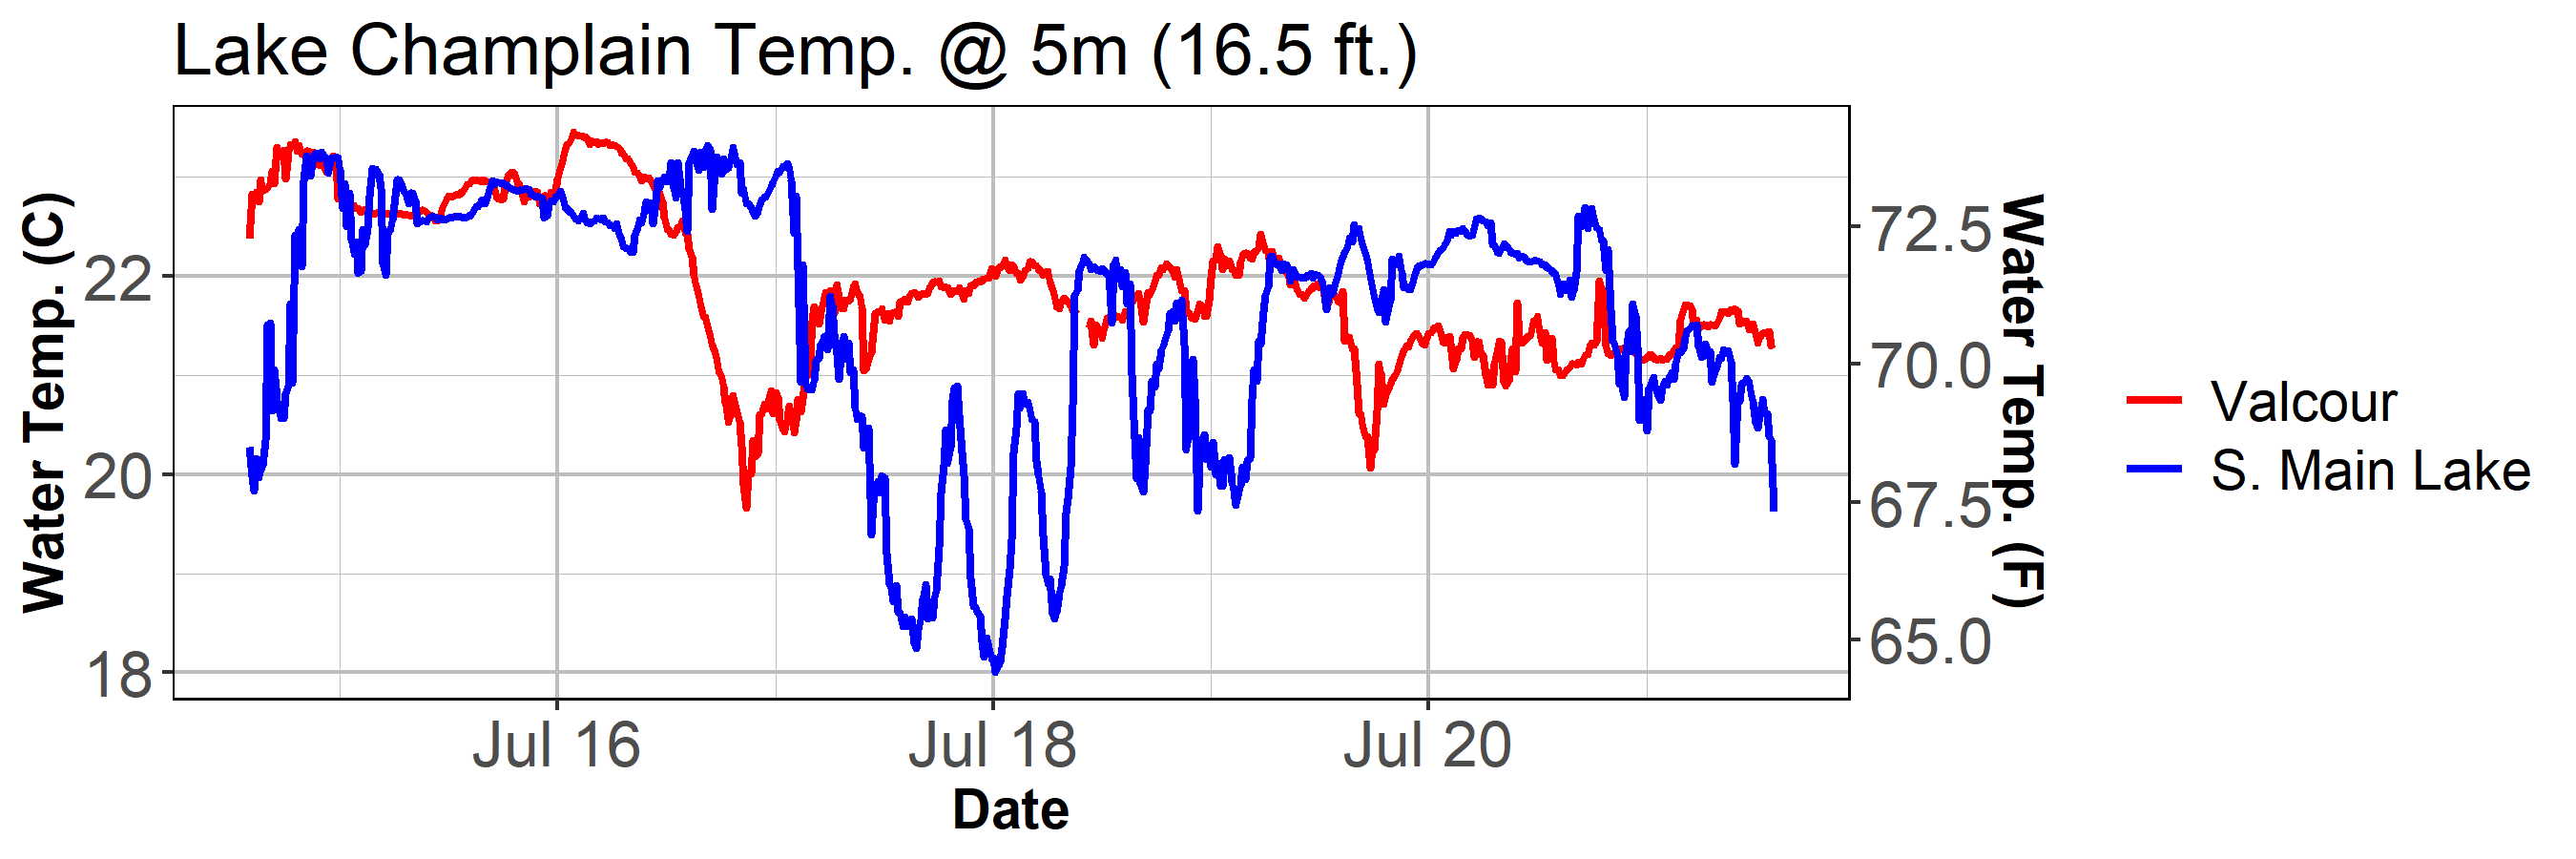 Lake Champlain Temp. @ 5m (16.5 ft.)
Water Temp. (C)
22
20
18
72.5
70.0
67.5
65.0
Water Temp. (F)
Jul 16
Jul 18
Jul 20
Date
Valcour
S. Main Lake